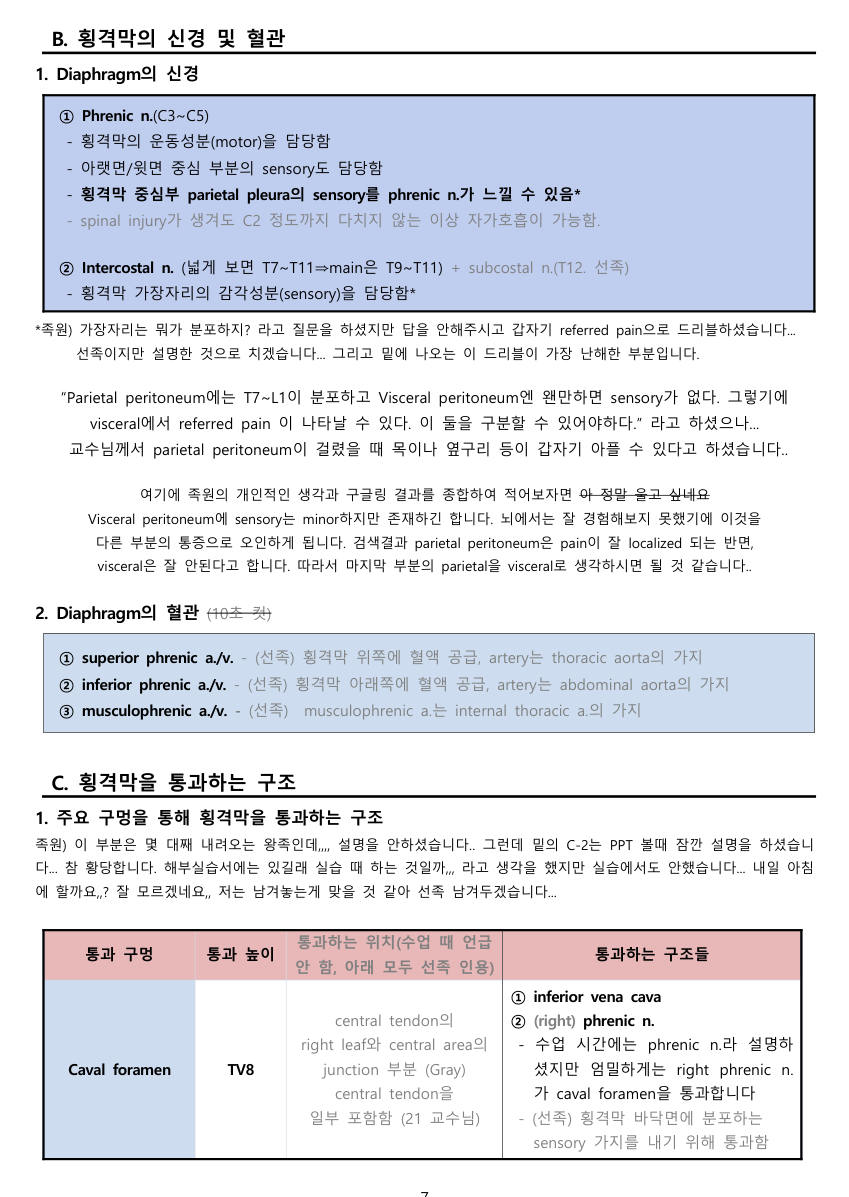 B. 횡격막의 신경 및 혈관
1. Diaphragm의 신경
① Phrenic n.(C3~C5)
- 횡격막의 운동성분(motor)을 담당함
- 아랫면/윗면 중심 부분의 sensory도 담당함
- 횡격막 중심부 parietal pleura의 sensory를 phrenic n.가 느낄 수 있음*
- spinal injury가 생겨도 C2 정도까지 다치지 않는 이상 자가호흡이 가능함.
② Intercostal n. (넓게 보면 T7~T11⇒main은 T9~T11) + subcostal n.(T12. 선족)
- 횡격막 가장자리의 감각성분(sensory)을 담당함*
*족원) 가장자리는 뭐가 분포하지? 라고 질문을 하셨지만 답을 안해주시고 갑자기 referred pain으로 드리블하셨습니다...
선족이지만 설명한 것으로 치겠습니다... 그리고 밑에 나오는 이 드리블이 가장 난해한 부분입니다.
"Parietal peritoneum에는 T7~L1이 분포하고 Visceral peritoneum엔 왠만하면 sensory가 없다. 그렇기에
visceral에서 referred pain 이 나타날 수 있다. 이 둘을 구분할 수 있어야하다." 라고 하셨으나...
교수님께서 parietal peritoneum이 걸렸을 때 목이나 옆구리 등이 갑자기 아플 수 있다고 하셨습니다..
여기에 족원의 개인적인 생각과 구글링 결과를 종합하여 적어보자면 아 정말 울고 싶네요
Visceral peritoneum에 sensory는 minor하지만 존재하긴 합니다. 뇌에서는 잘 경험해보지 못했기에 이것을
다른 부분의 통증으로 오인하게 됩니다. 검색결과 parietal peritoneum은 pain이 잘 localized 되는 반면,
visceral은 잘 안된다고 합니다. 따라서 마지막 부분의 parietal을 visceral로 생각하시면 될 것 같습니다..
2. Diaphragm의 혈관 (10초 컷)
① superior phrenic a./v. - (선족) 횡격막 위쪽에 혈액 공급, artery는 thoracic aorta의 가지
② inferior phrenic a./v. - (선족) 횡격막 아래쪽에 혈액 공급, artery는 abdominal aorta의 가지
③ musculophrenic a./v. - (선족) musculophrenic a.는 internal thoracic a.의 가지
C. 횡격막을 통과하는 구조
1. 주요 구멍을 통해 횡격막을 통과하는 구조
족원) 이 부분은 몇 대째 내려오는 왕족인데,,,, 설명을 안하셨습니다.. 그런데 밑의 C-2는 PPT 볼때 잠깐 설명을 하셨습니
다... 참 황당합니다. 해부실습서에는 있길래 실습 때 하는 것일까,,, 라고 생각을 했지만 실습에서도 안했습니다... 내일 아침
에 할까요,,? 잘 모르겠네요,, 저는 남겨놓는게 맞을 것 같아 선족 남겨두겠습니다...
통과 구멍
통과 높이
통과하는 위치(수업 때 언급
안 함, 아래 모두 선족 인용)
통과하는 구조들
Caval foramen
TV8
central tendon의
right leaf와 central area의
junction 부분 (Gray)
central tendon을
일부 포함함 (21 교수님)
① inferior vena cava
② (right) phrenic n.
- 수업 시간에는 phrenic n.라 설명하
셨지만 엄밀하게는 right phrenic n.
가 caval foramen을 통과합니다
- (선족) 횡격막 바닥면에 분포하는
sensory 가지를 내기 위해 통과함